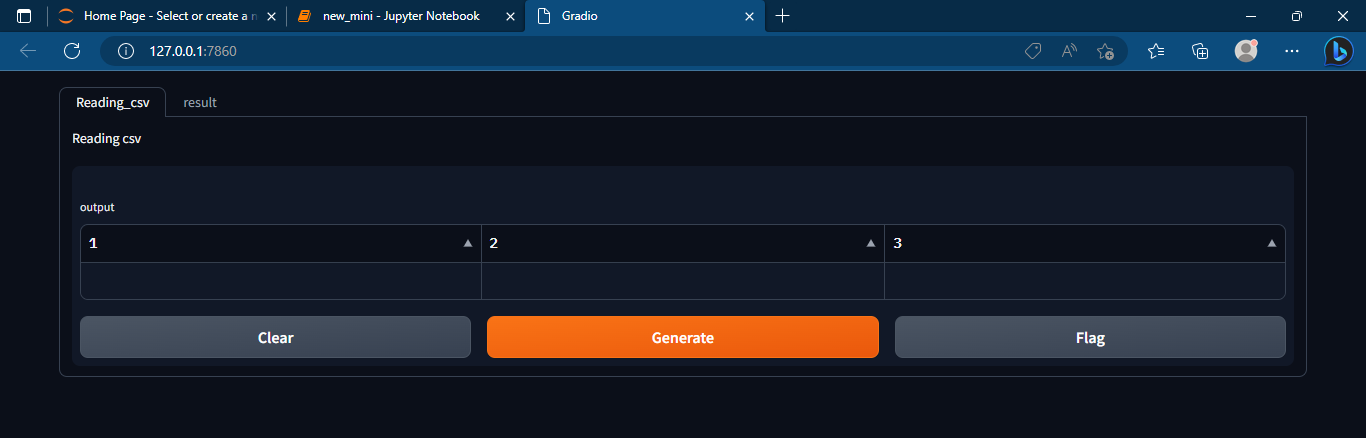 Home Page - Select or create a n
new_mini - Jupyter Notebook
Gradio
127.0.0.1:7860
Reading_csv
result
Reading csv
output
1
2
3
Clear
Generate
Flag